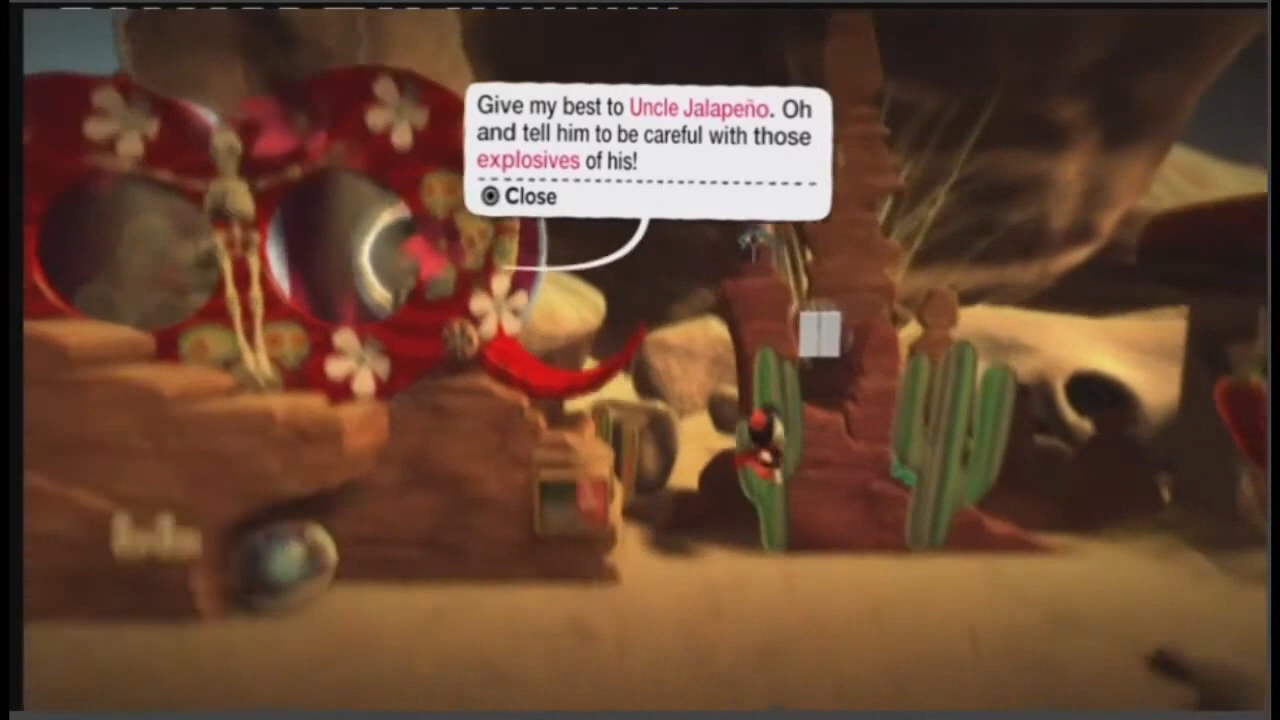 Give my best to Uncle Jalapeño. Oh
and tell him to be careful with those
explosives of his!
Close